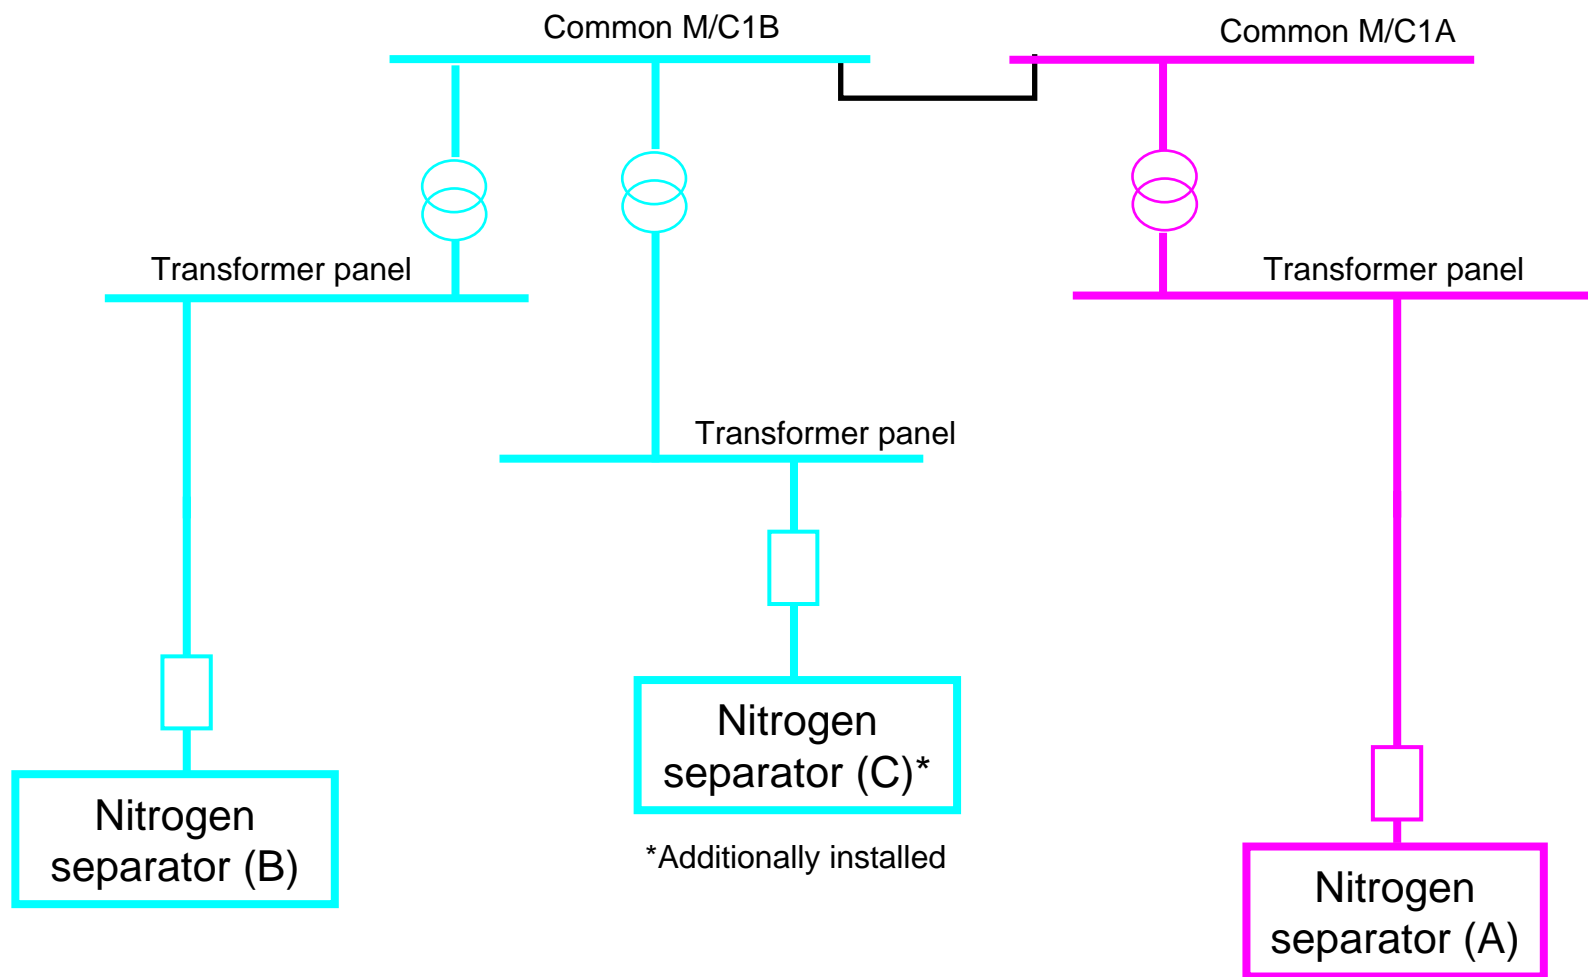 Common M/C1B
Common M/C1A
Transformer panel
Transformer panel
Transformer panel
Nitrogen
separator (C)*
*Additionally installed
Nitrogen
separator (B)
Nitrogen
separator (A)